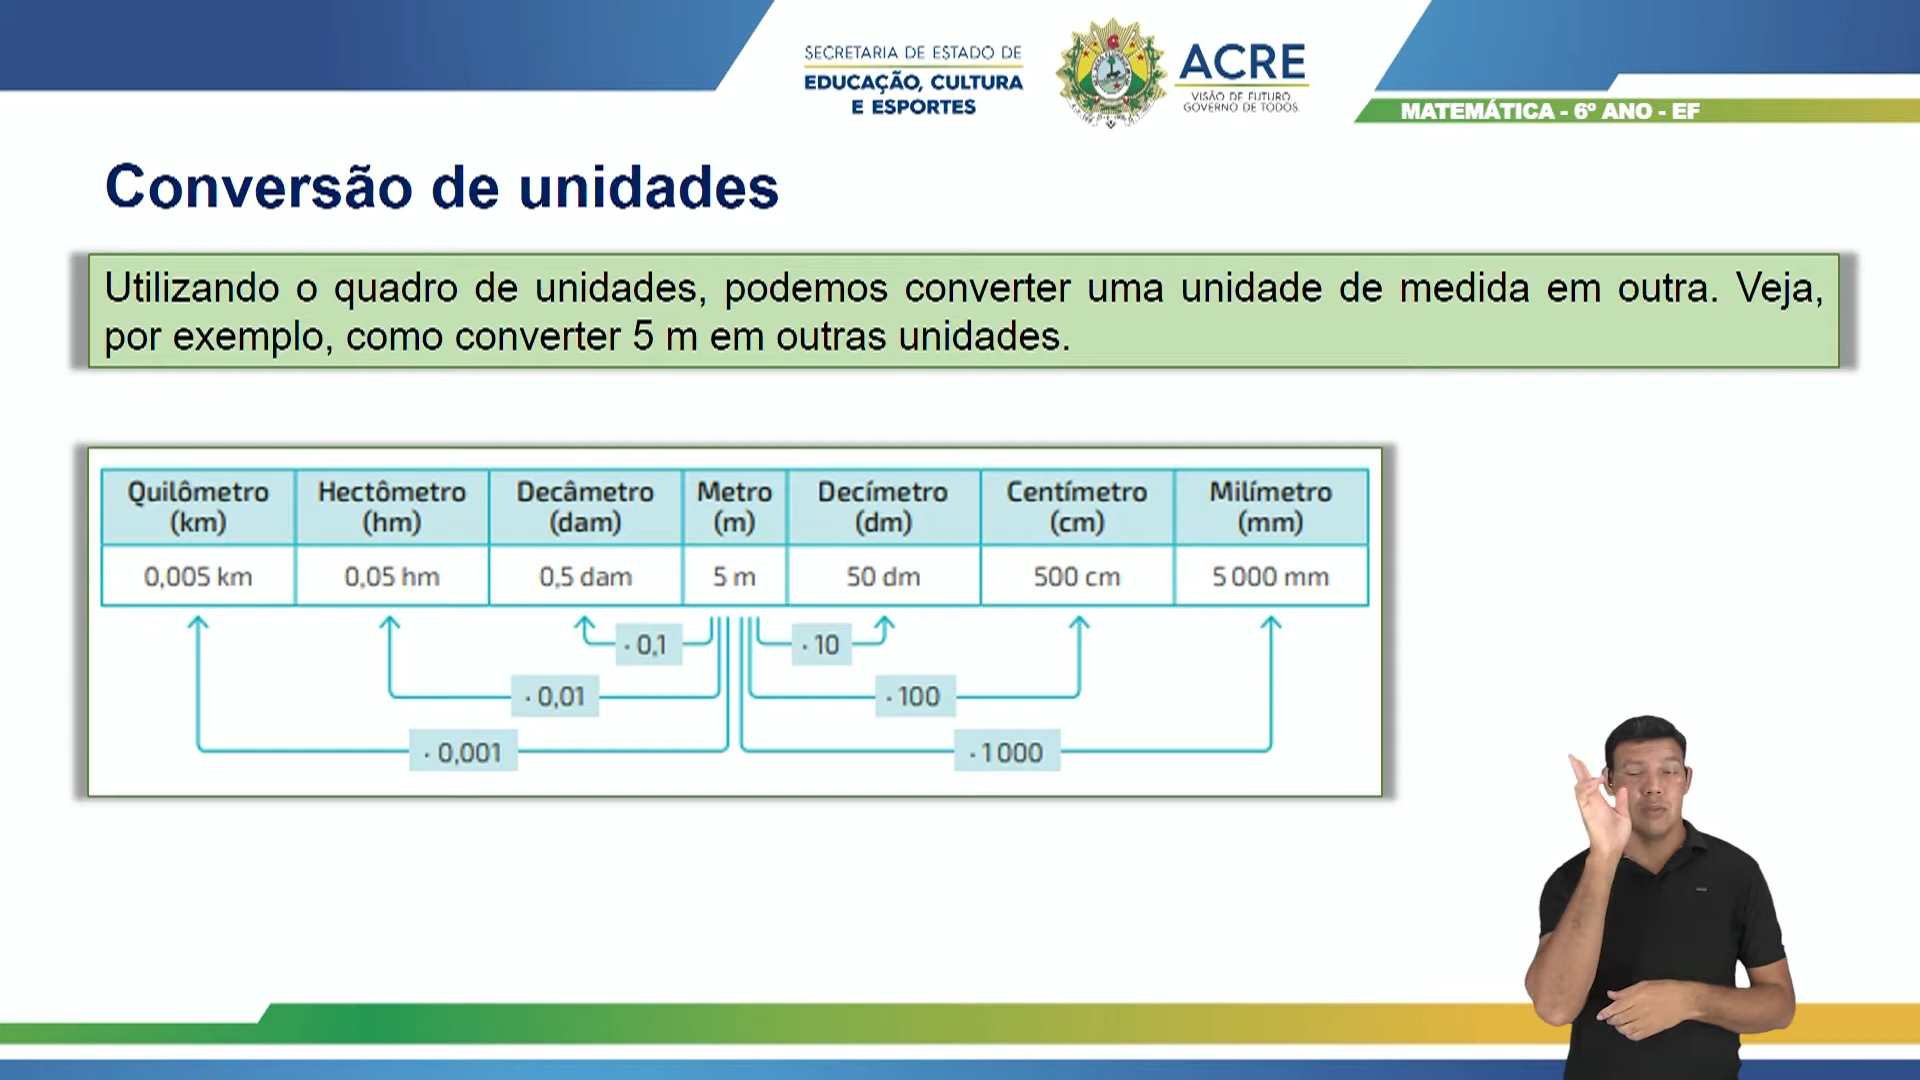 SECRETARIA DE ESTADO DE
EDUCAÇÃO, CULTURA
E ESPORTES
ACRE
VISÃO DE FUTURO
GOVERNO DE TODOS
MATEMÁTICA - 6º ANO - EF
Conversão de unidades
Utilizando o quadro de unidades, podemos converter uma unidade de medida em outra. Veja,
por exemplo, como converter 5 m em outras unidades.
Quilômetro (km) Hectômetro (hm) Decâmetro (dam) Metro (m) Decímetro (dm) Centímetro (cm) Milímetro (mm)
0,005 km 0,05 hm 0,5 dam 5 m 50 dm 500 cm 5 000 mm
· 0,1 · 10
· 0,01 · 100
· 0,001 · 1 000